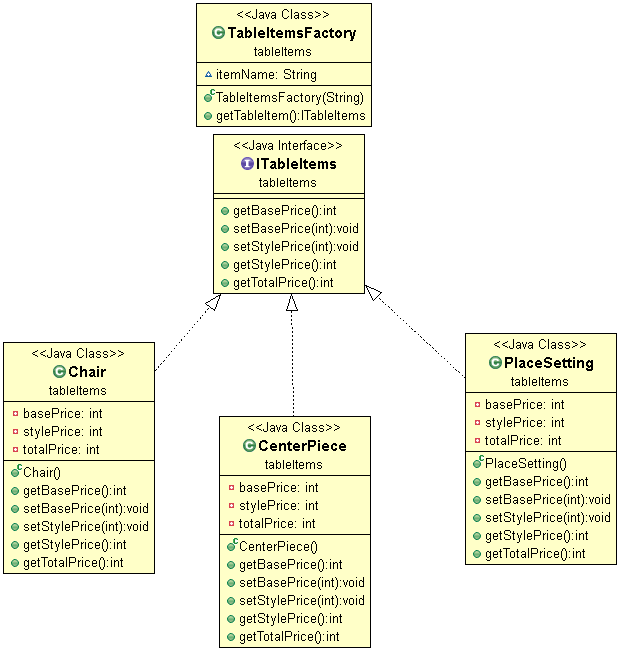 <<Java Class>>
TableItemsFactory
tableItems
itemName: String
TableItemsFactory(String)
getTableItem():ITableItems
<<Java Interface>>
ITableItems
tableItems
getBasePrice():int
setBasePrice(int):void
setStylePrice(int):void
getStylePrice():int
getTotalPrice():int
<<Java Class>>
Chair
tableItems
basePrice: int
stylePrice: int
totalPrice: int
Chair()
getBasePrice():int
setBasePrice(int):void
setStylePrice(int):void
getStylePrice():int
getTotalPrice():int
<<Java Class>>
CenterPiece
tableItems
basePrice: int
stylePrice: int
totalPrice: int
CenterPiece()
getBasePrice():int
setBasePrice(int):void
setStylePrice(int):void
getStylePrice():int
getTotalPrice():int
<<Java Class>>
PlaceSetting
tableItems
basePrice: int
stylePrice: int
totalPrice: int
PlaceSetting()
getBasePrice():int
setBasePrice(int):void
setStylePrice(int):void
getStylePrice():int
getTotalPrice():int